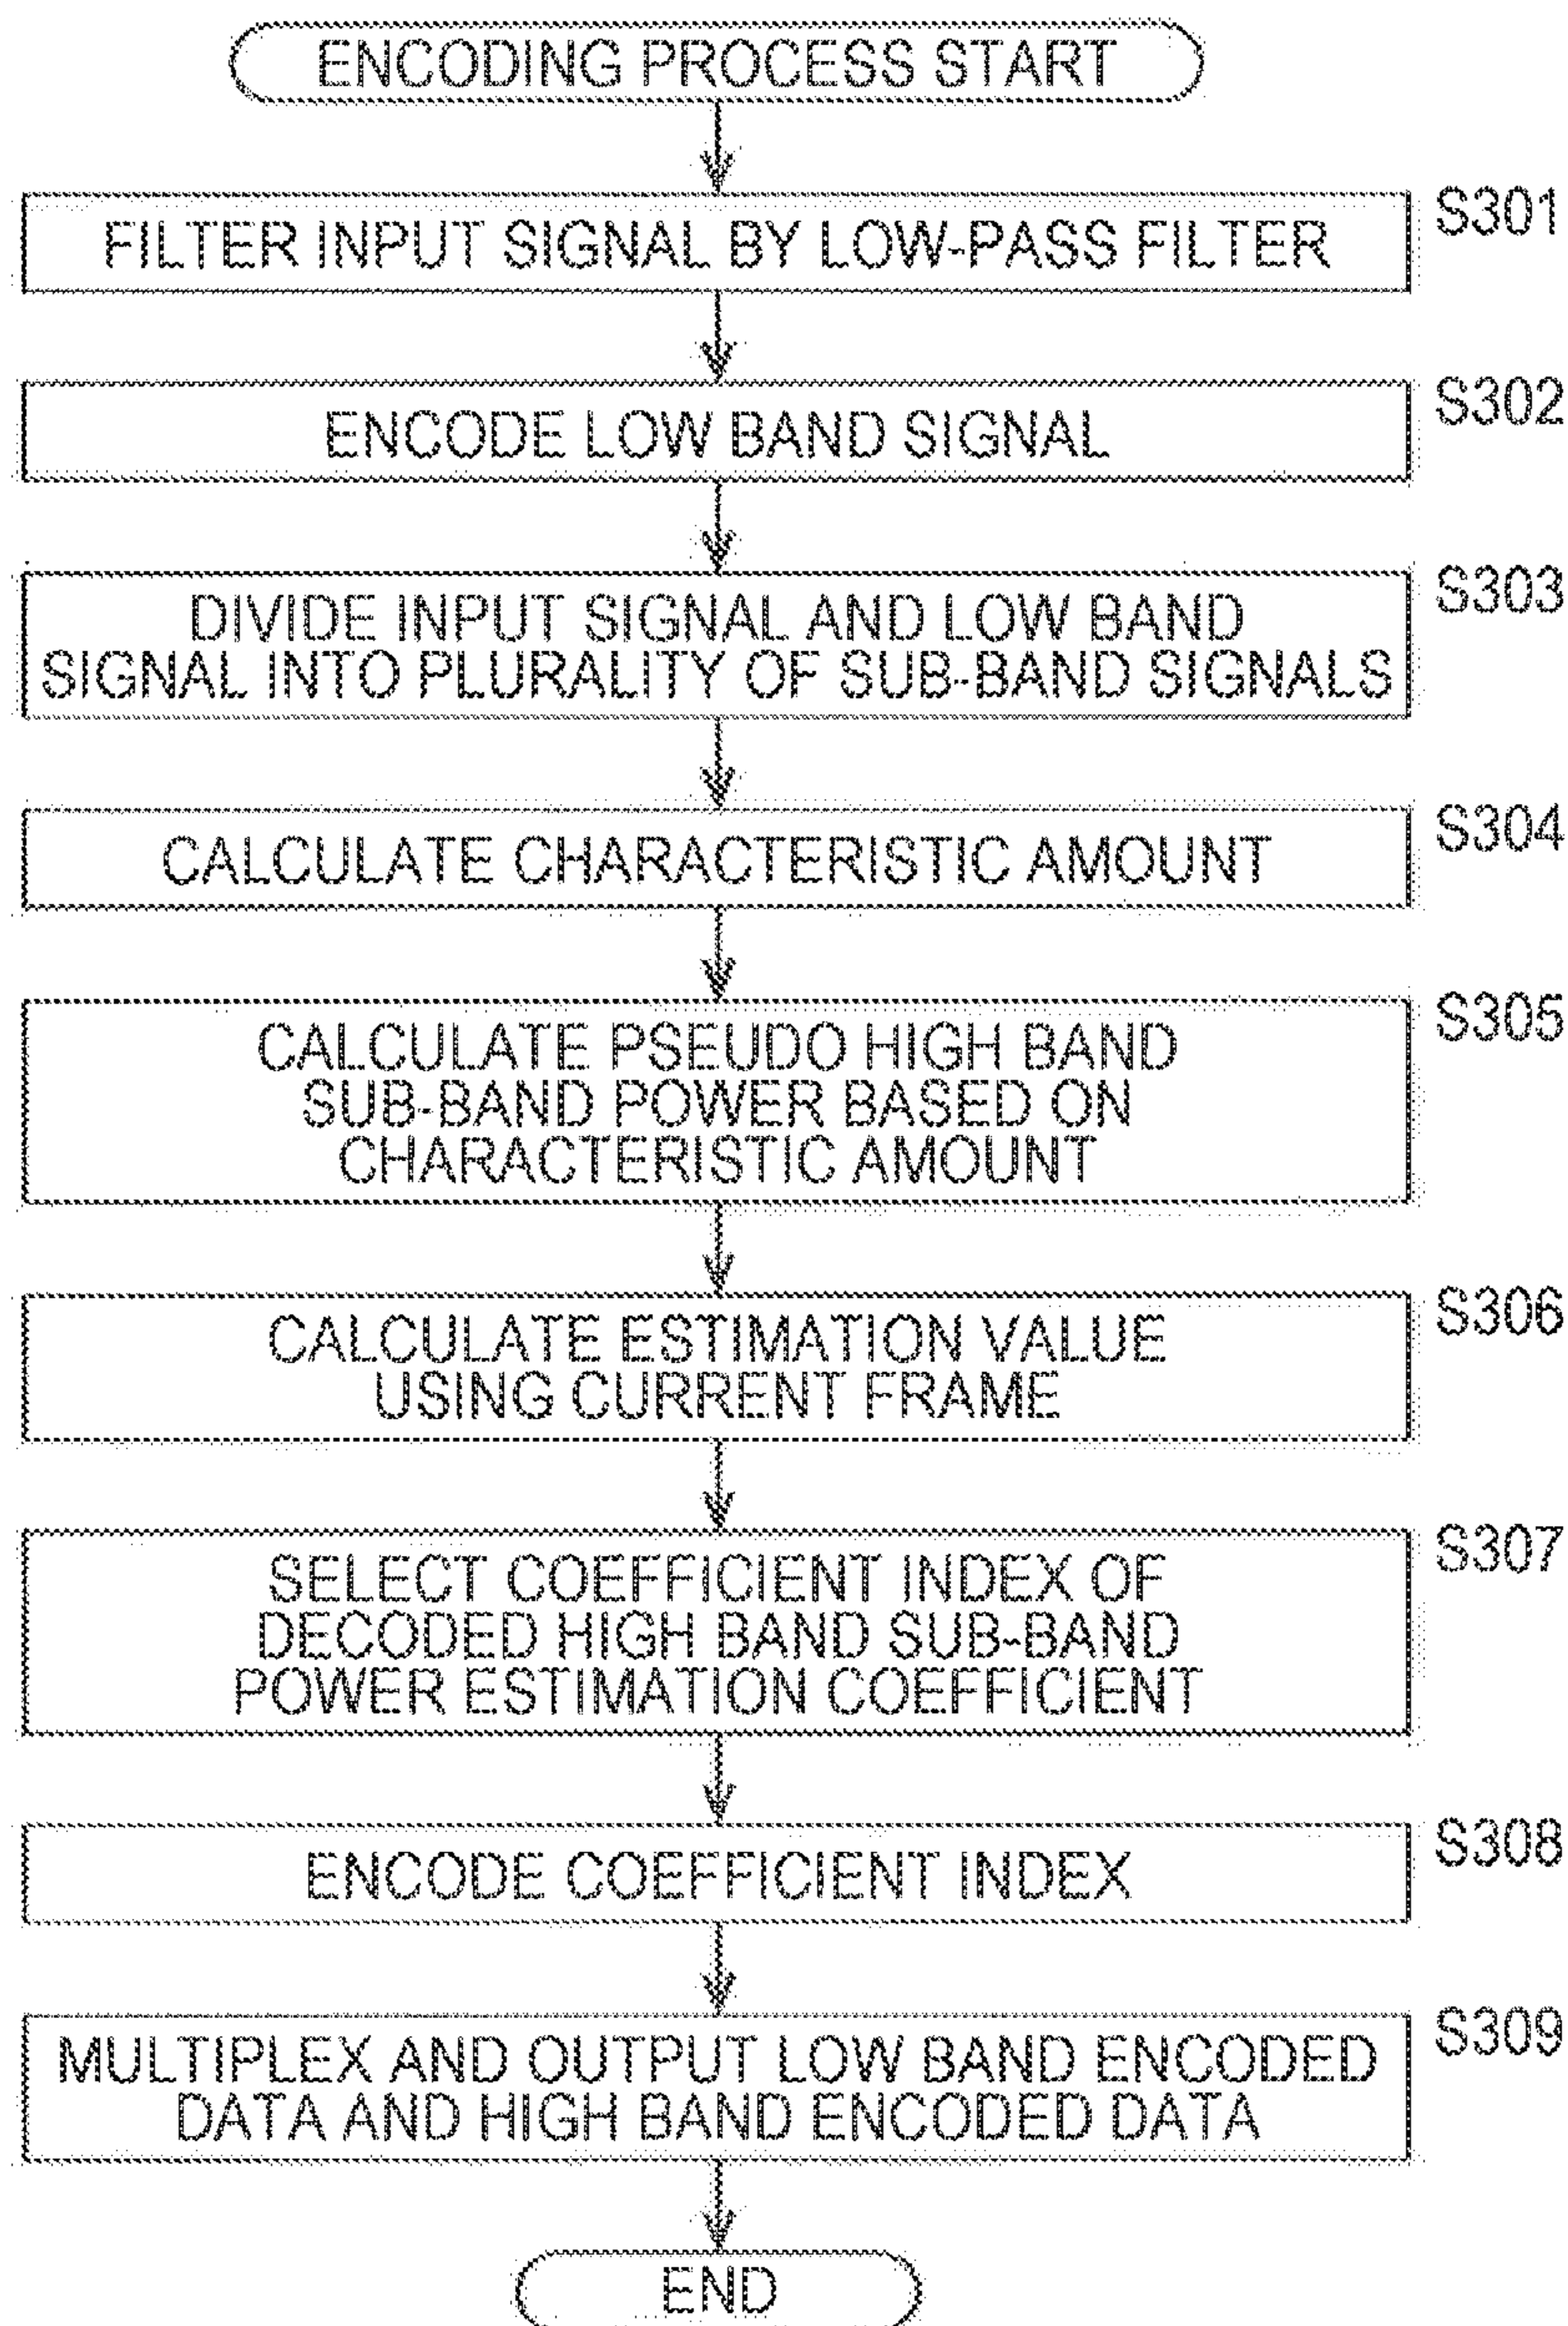 ENCODING PROCESS START
FILTER INPUT SIGNAL BY LOW-PASS FILTER
S301
ENCODE LOW BAND SIGNAL
S302
DIVIDE INPUT SIGNAL AND LOW BAND
SIGNAL INTO PLURALITY OF SUB-BAND SIGNALS
S303
CALCULATE CHARACTERISTIC AMOUNT
S304
CALCULATE PSEUDO HIGH BAND
SUB-BAND POWER BASED ON
CHARACTERISTIC AMOUNT
S305
CALCULATE ESTIMATION VALUE
USING CURRENT FRAME
S306
SELECT COEFFICIENT INDEX OF
DECODED HIGH BAND SUB-BAND
POWER ESTIMATION COEFFICIENT
S307
ENCODE COEFFICIENT INDEX
S308
MULTIPLEX AND OUTPUT LOW BAND ENCODED
DATA AND HIGH BAND ENCODED DATA
S309
END